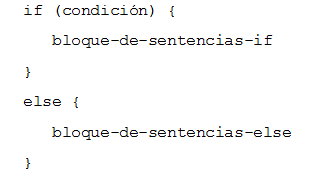 if (condición) {
bloque-de-sentencias-if
}
else {
bloque-de-sentencias-else
}